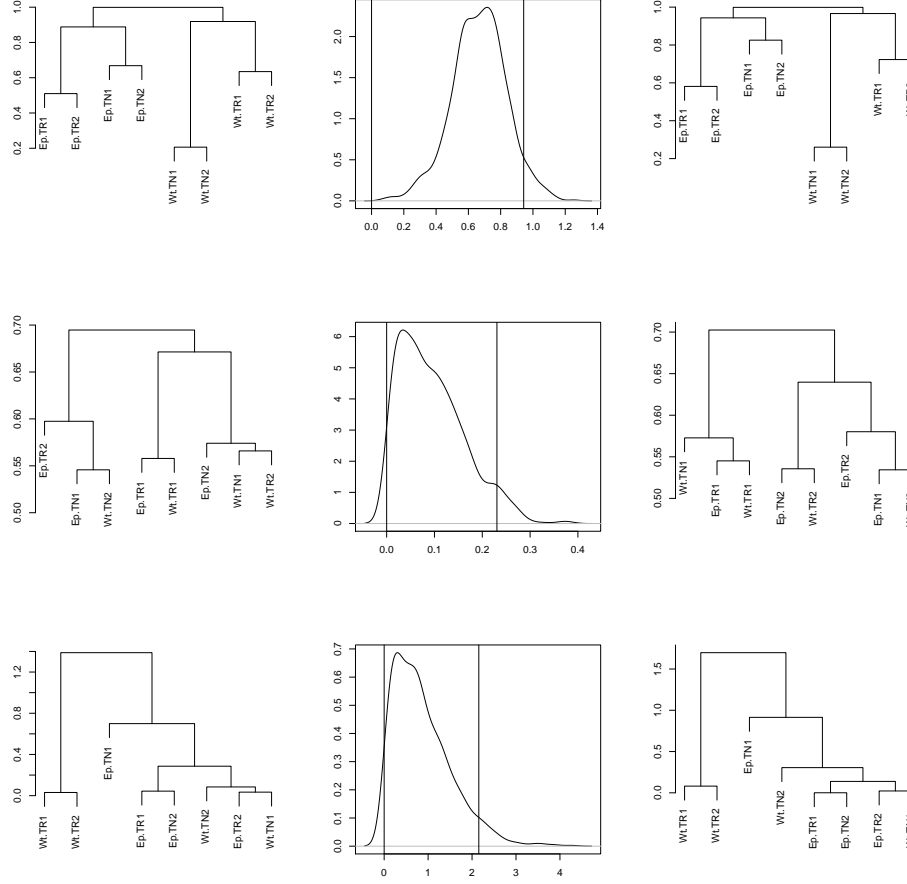 0.2 0.4 0.6 0.8 1.0
Ep.TR1
Ep.TR2
Ep.TN1
Ep.TN2
Wt.TN1
Wt.TN2
Wt.TR1
Wt.TR2
0.0 0.5 1.0 1.5 2.0
0.0 0.2 0.4 0.6 0.8 1.0 1.2 1.4
0.2 0.4 0.6 0.8 1.0
Ep.TR1
Ep.TR2
Ep.TN1
Ep.TN2
Wt.TN1
Wt.TN2
Wt.TR1
0.50 0.55 0.60 0.65 0.70
Ep.TR2
Ep.TN1
Wt.TN2
Ep.TR1
Wt.TR1
Ep.TN2
Wt.TN1
Wt.TR2
0 1 2 3 4 5 6
0.0 0.1 0.2 0.3 0.4
0.50 0.55 0.60 0.65 0.70
Wt.TN1
Ep.TR1
Wt.TR1
Ep.TN2
Wt.TR2
Ep.TR2
Ep.TN1
0.0 0.4 0.8 1.2
Wt.TR1
Wt.TR2
Ep.TN1
Ep.TR1
Ep.TN2
Wt.TN2
Ep.TR2
Wt.TN1
0.0 0.1 0.2 0.3 0.4 0.5 0.6 0.7
0 1 2 3 4
0.0 0.5 1.0 1.5
Wt.TR1
Wt.TR2
Ep.TN1
Wt.TN2
Ep.TR1
Ep.TN2
Ep.TR2